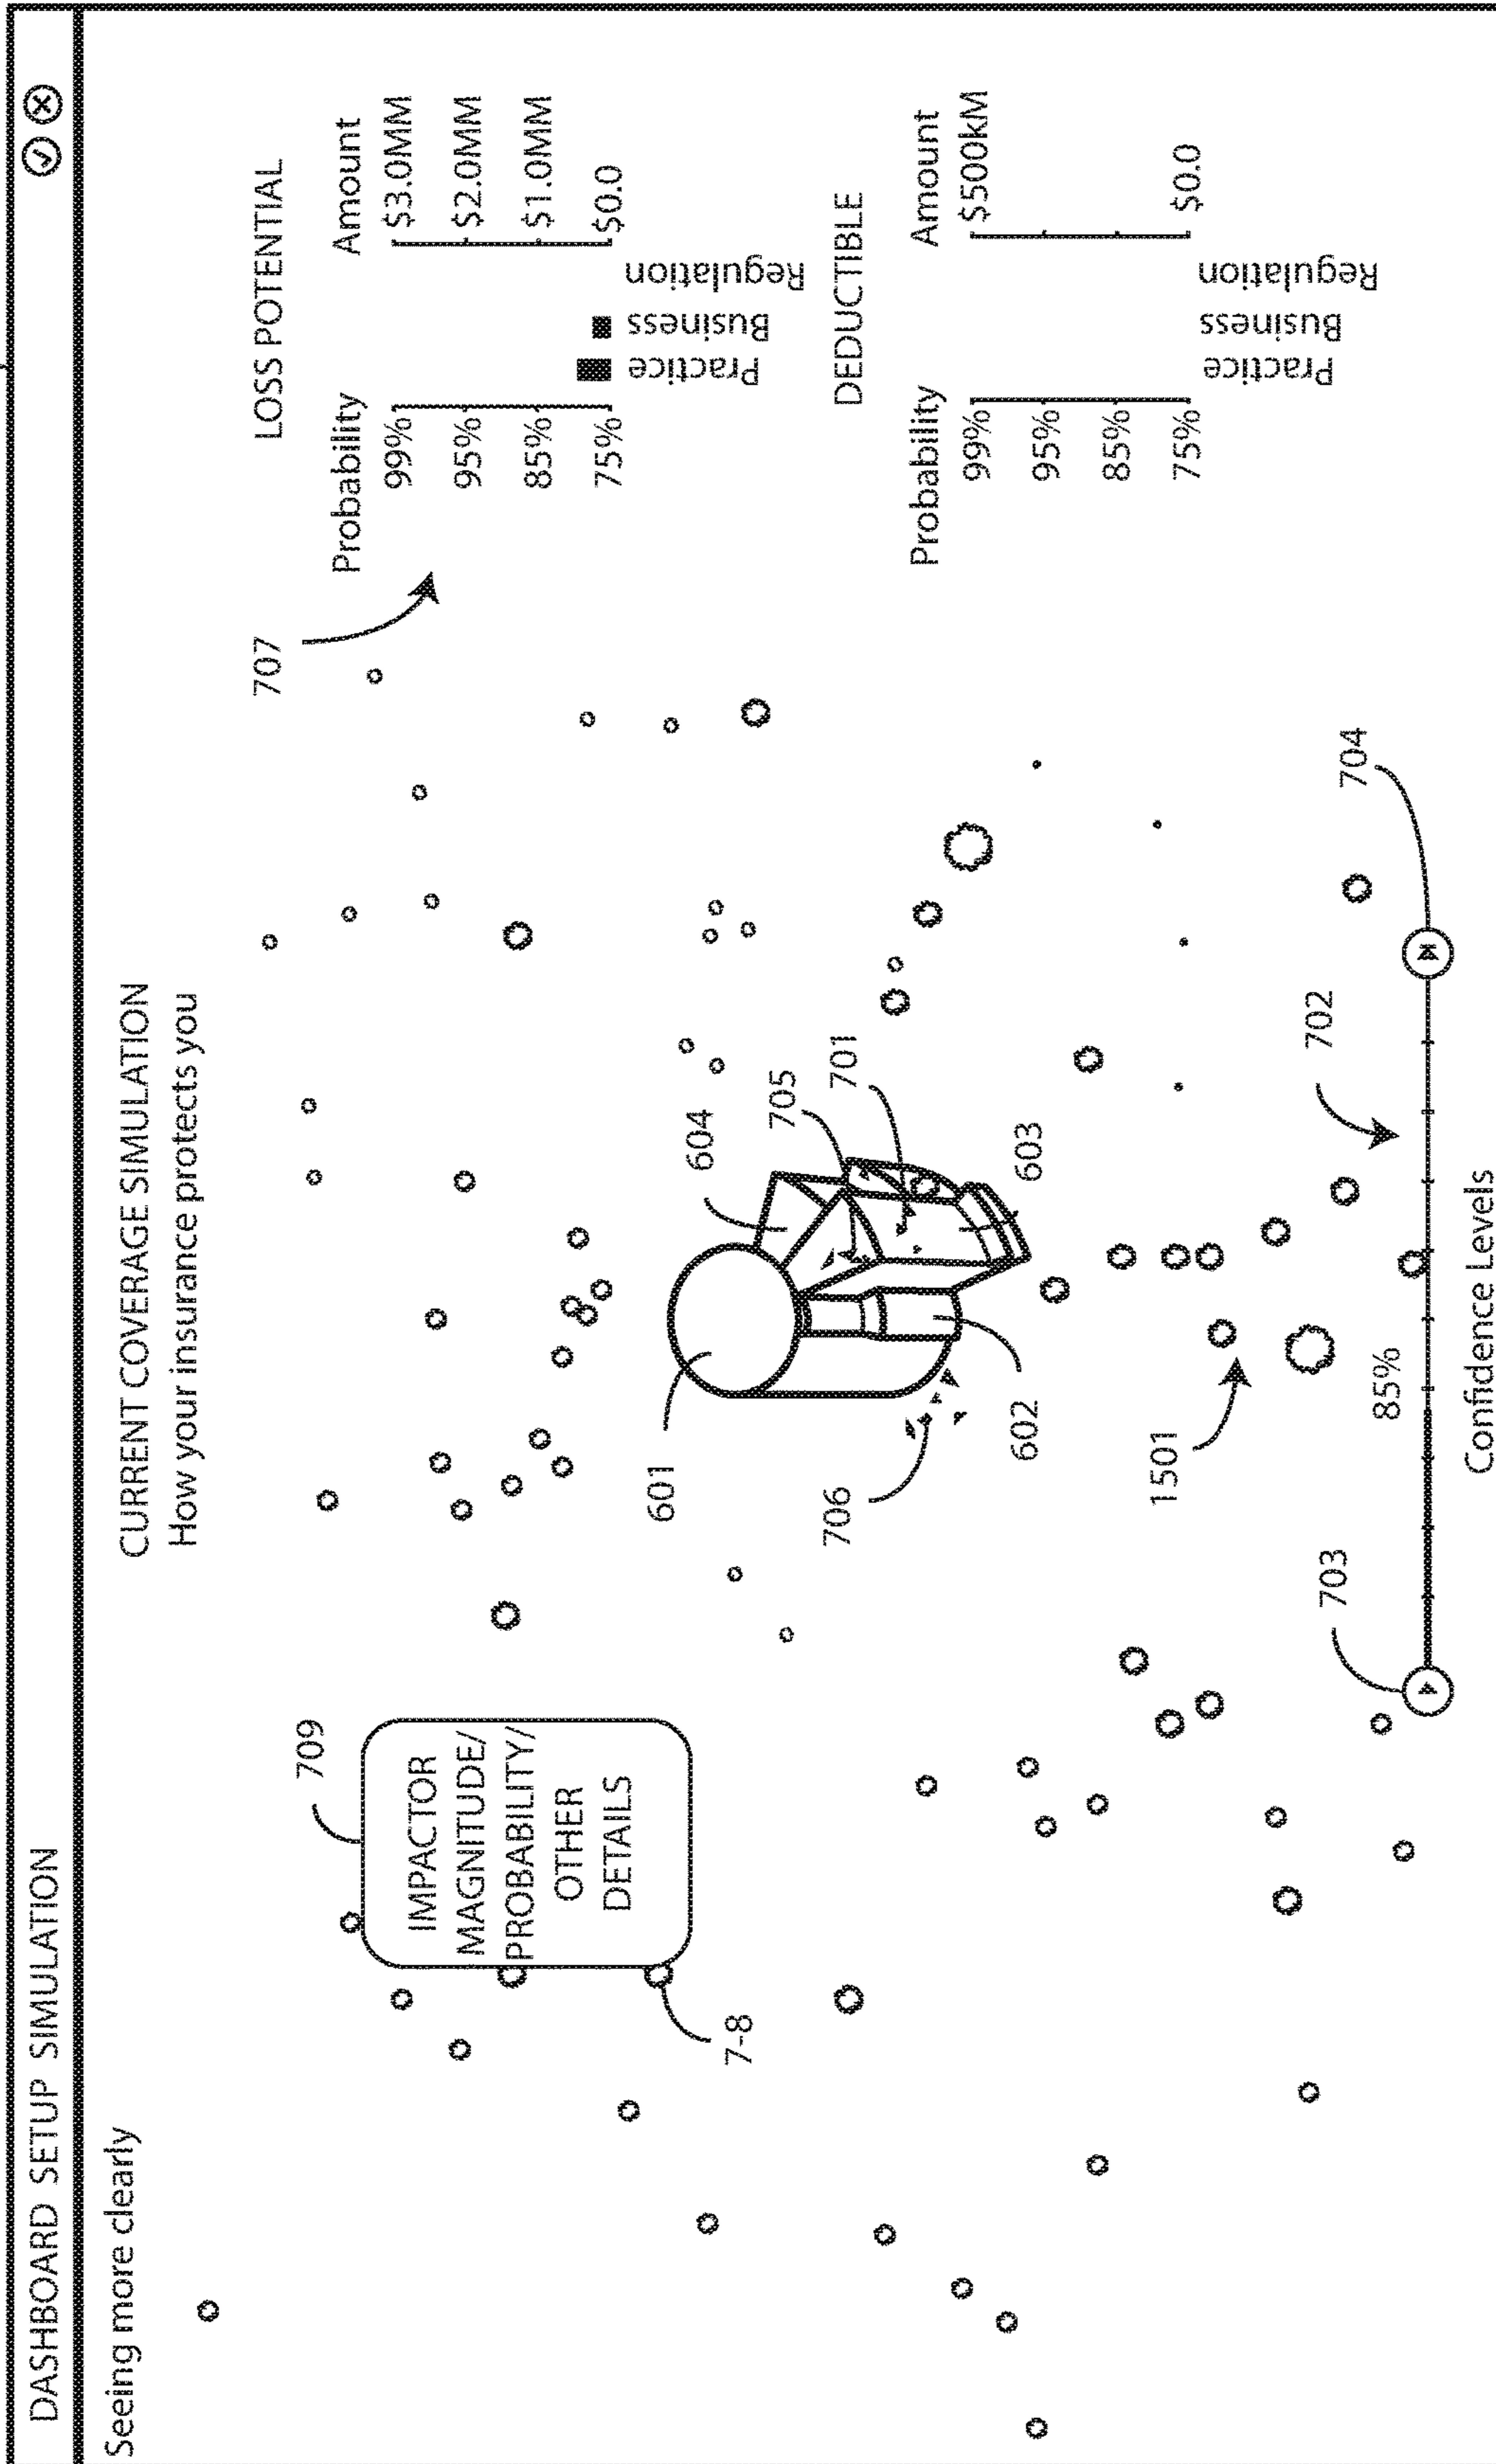 DASHBOARD SETUP SIMULATION
Seeing more clearly
CURRENT COVERAGE SIMULATION
How your insurance protects you
709
IMPACTOR
MAGNITUDE/
PROBABILITY/
OTHER
DETAILS
7-8
601
604
705
701
603
706
602
1501
703
85%
702
704
Confidence Levels
707
LOSS POTENTIAL
Probability Amount
99% $3.0MM
95% $2.0MM
85% $1.0MM
75% $0.0
Practice
Business
Regulation
DEDUCTIBLE
Probability Amount
99% $500kM
95%
85%
75% $0.0
Practice
Business
Regulation